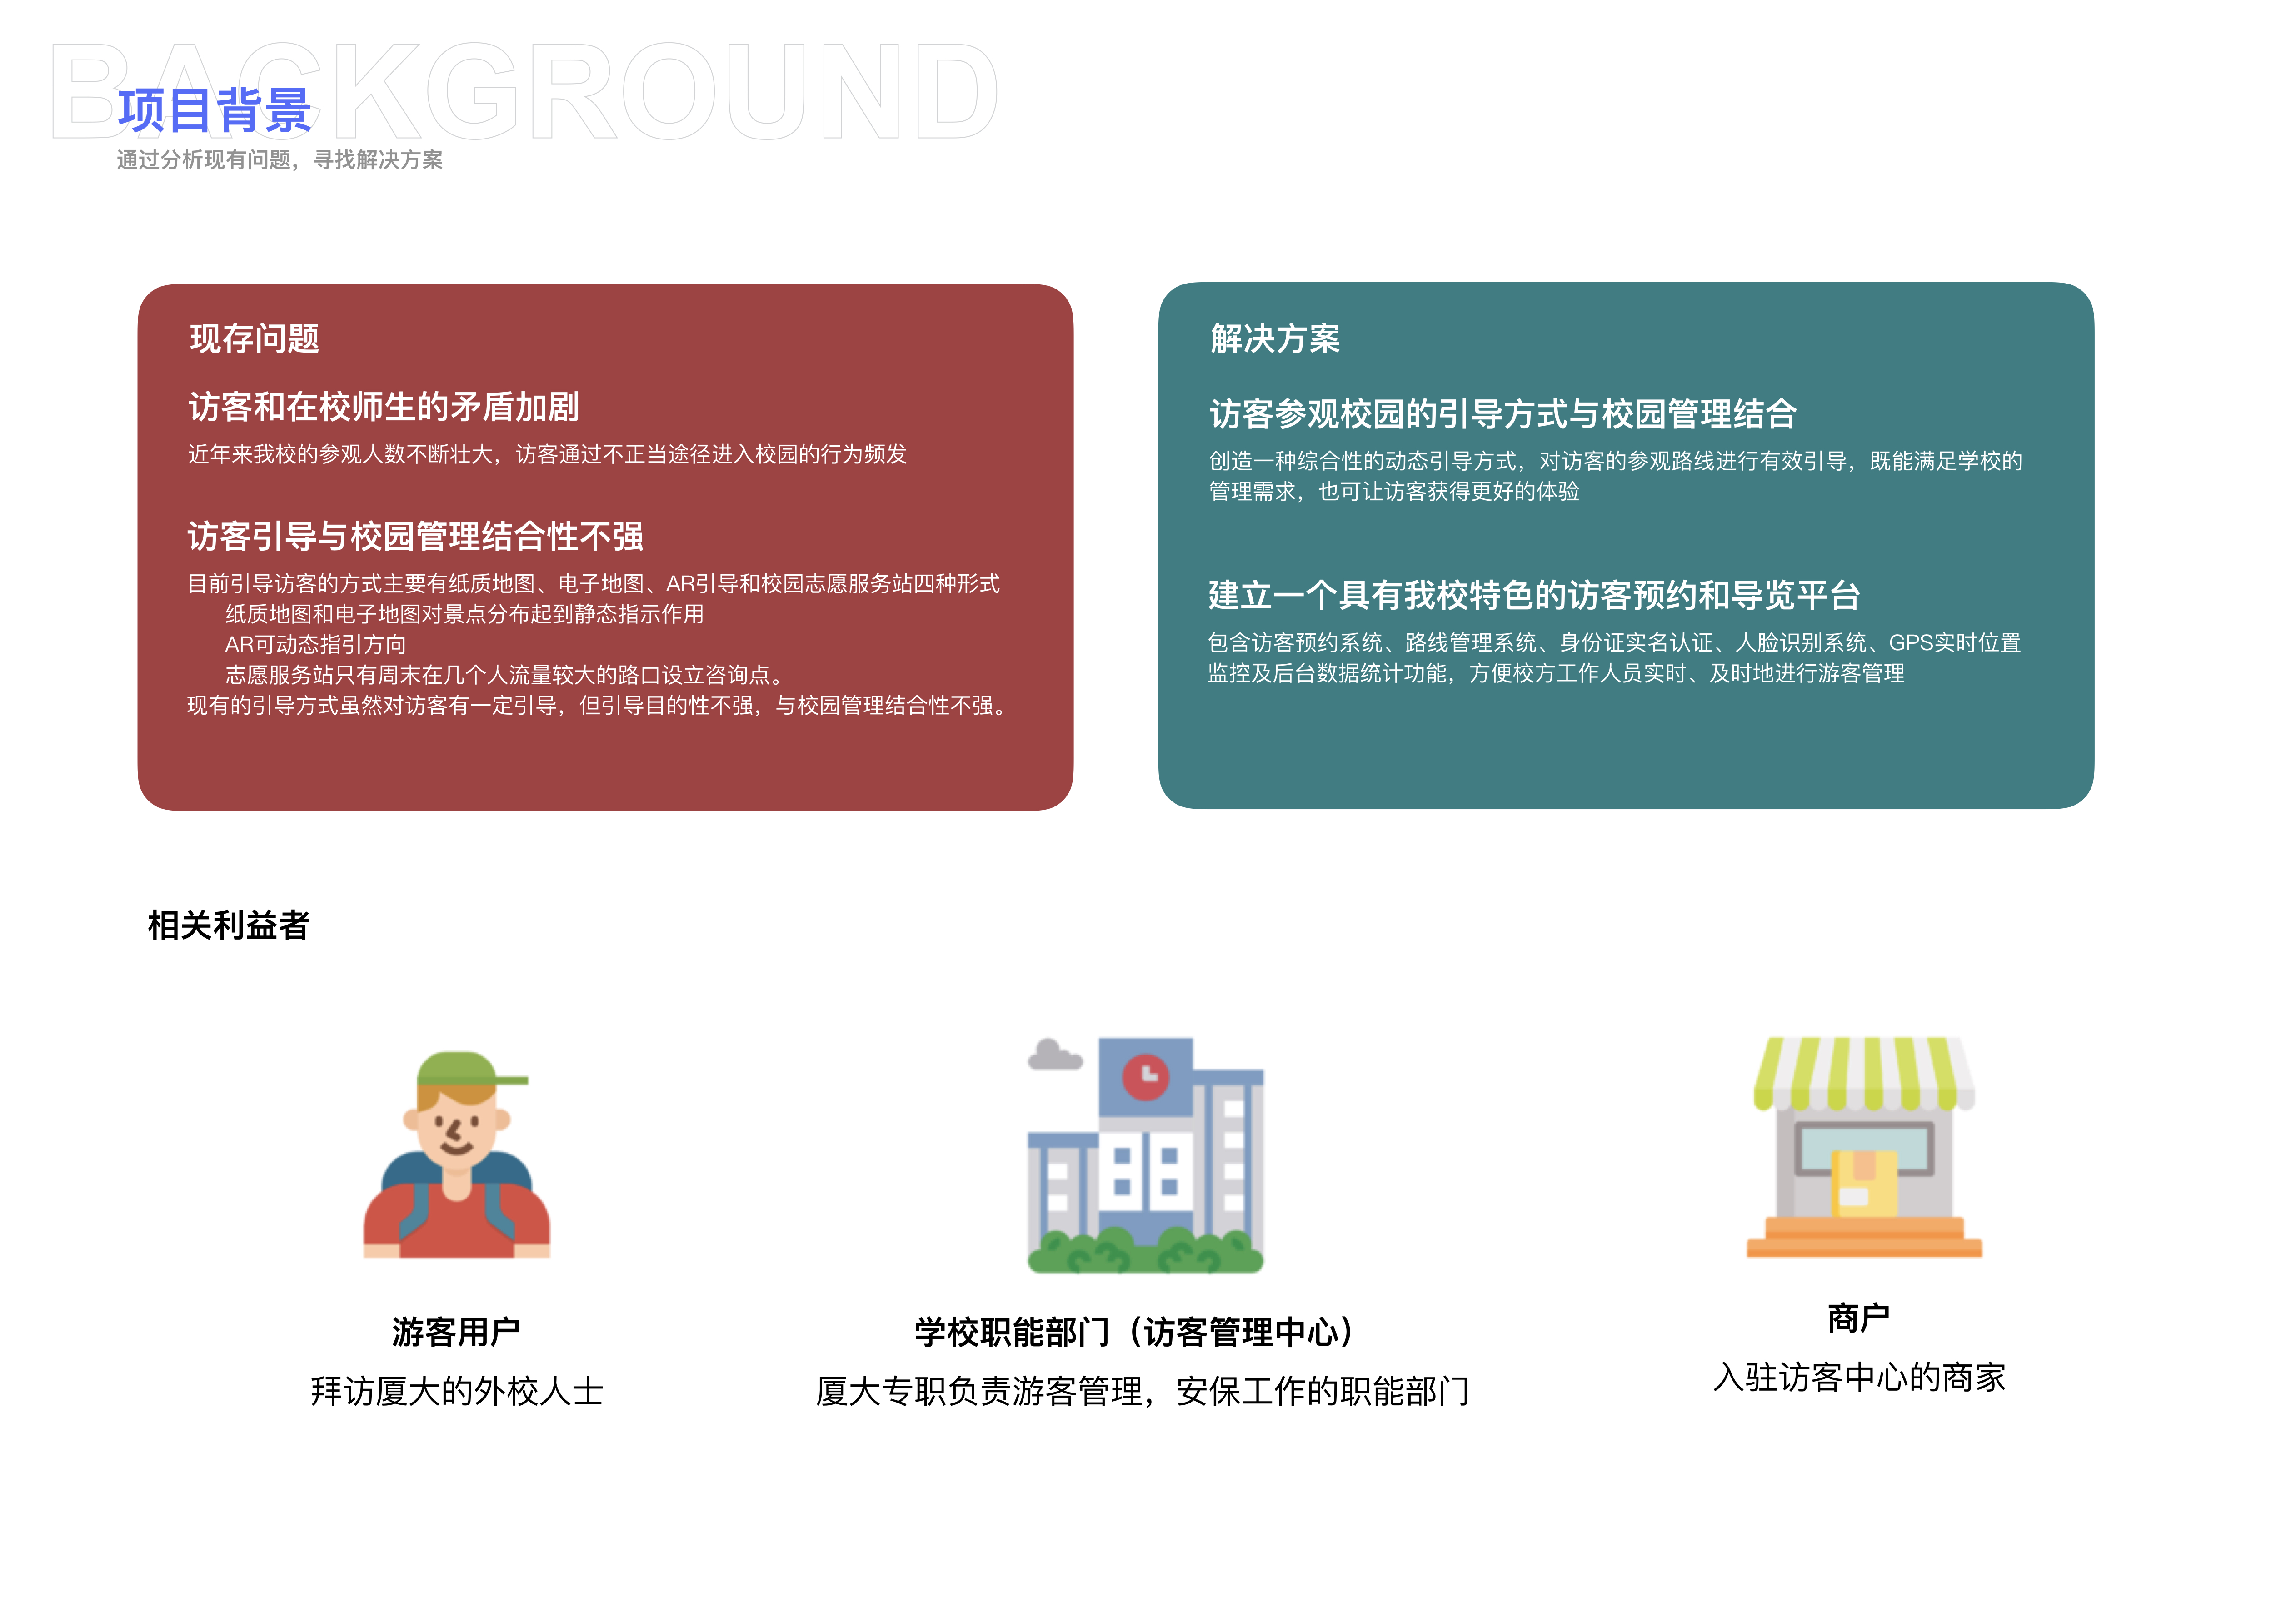 BACKGROUND
项目背景
通过分析现有问题，寻找解决方案
现存问题
访客和在校师生的矛盾加剧
近年来我校的参观人数不断壮大，访客通过不正当途径进入校园的行为频发
访客引导与校园管理结合性不强
目前引导访客的方式主要有纸质地图、电子地图、AR引导和校园志愿服务站四种形式
纸质地图和电子地图对景点分布起到静态指示作用
AR可动态指引方向
志愿服务站只有周末在几个人流量较大的路口设立咨询点。
现有的引导方式虽然对访客有一定引导，但引导目的性不强，与校园管理结合性不强。
解决方案
访客参观校园的引导方式与校园管理结合
创造一种综合性的动态引导方式，对访客的参观路线进行有效引导，既能满足学校的
管理需求，也可让访客获得更好的体验
建立一个具有我校特色的访客预约和导览平台
包含访客预约系统、路线管理系统、身份证实名认证、人脸识别系统、GPS实时位置
监控及后台数据统计功能，方便校方工作人员实时、及时地进行游客管理
相关利益者
游客用户
拜访厦大的外校人士
学校职能部门（访客管理中心）
厦大专职负责游客管理，安保工作的职能部门
商户
入驻访客中心的商家